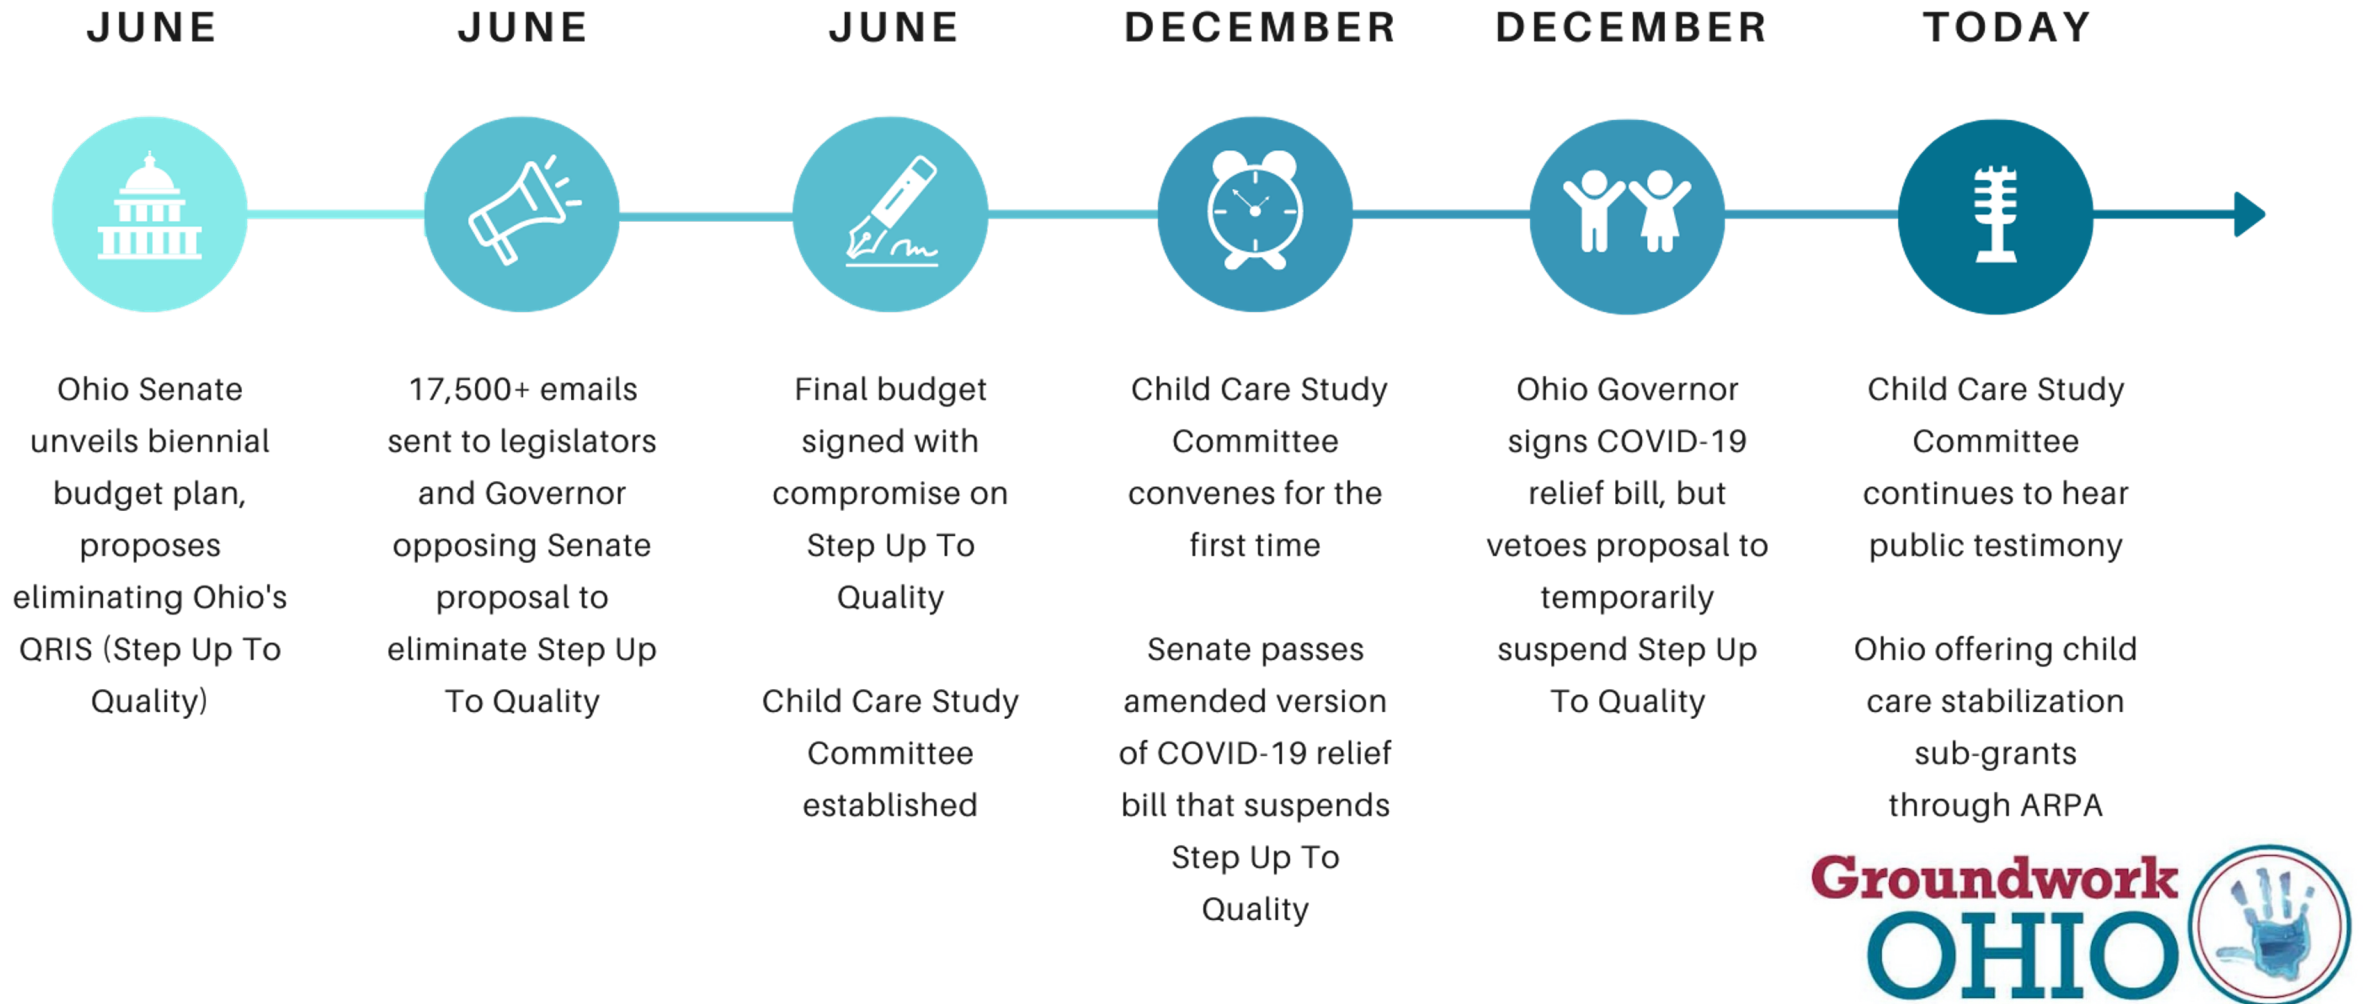 JUNE
Ohio Senate
unveils biennial
budget plan,
proposes
eliminating Ohio's
QRIS (Step Up To
Quality)
JUNE
17,500+ emails
sent to legislators
and Governor
opposing Senate
proposal to
eliminate Step Up
To Quality
JUNE
Final budget
signed with
compromise on
Step Up To
Quality
Child Care Study
Committee
established
DECEMBER
Child Care Study
Committee
convenes for the
first time
Senate passes
amended version
of COVID-19 relief
bill that suspends
Step Up To
Quality
DECEMBER
Ohio Governor
signs COVID-19
relief bill, but
vetoes proposal to
temporarily
suspend Step Up
To Quality
TODAY
Child Care Study
Committee
continues to hear
public testimony
Ohio offering child
care stabilization
sub-grants
through ARPA
Groundwork
OHIO